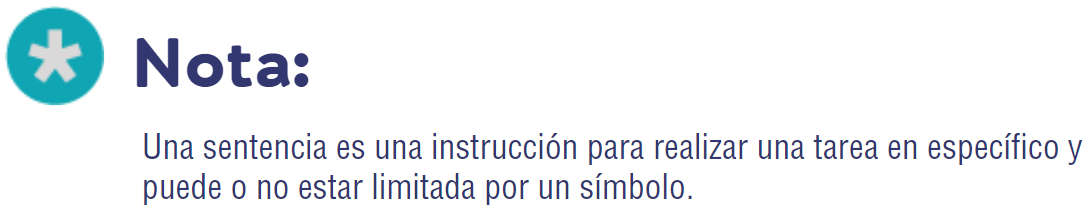 Nota:
Una sentencia es una instrucción para realizar una tarea en específico y
puede o no estar limitada por un símbolo.